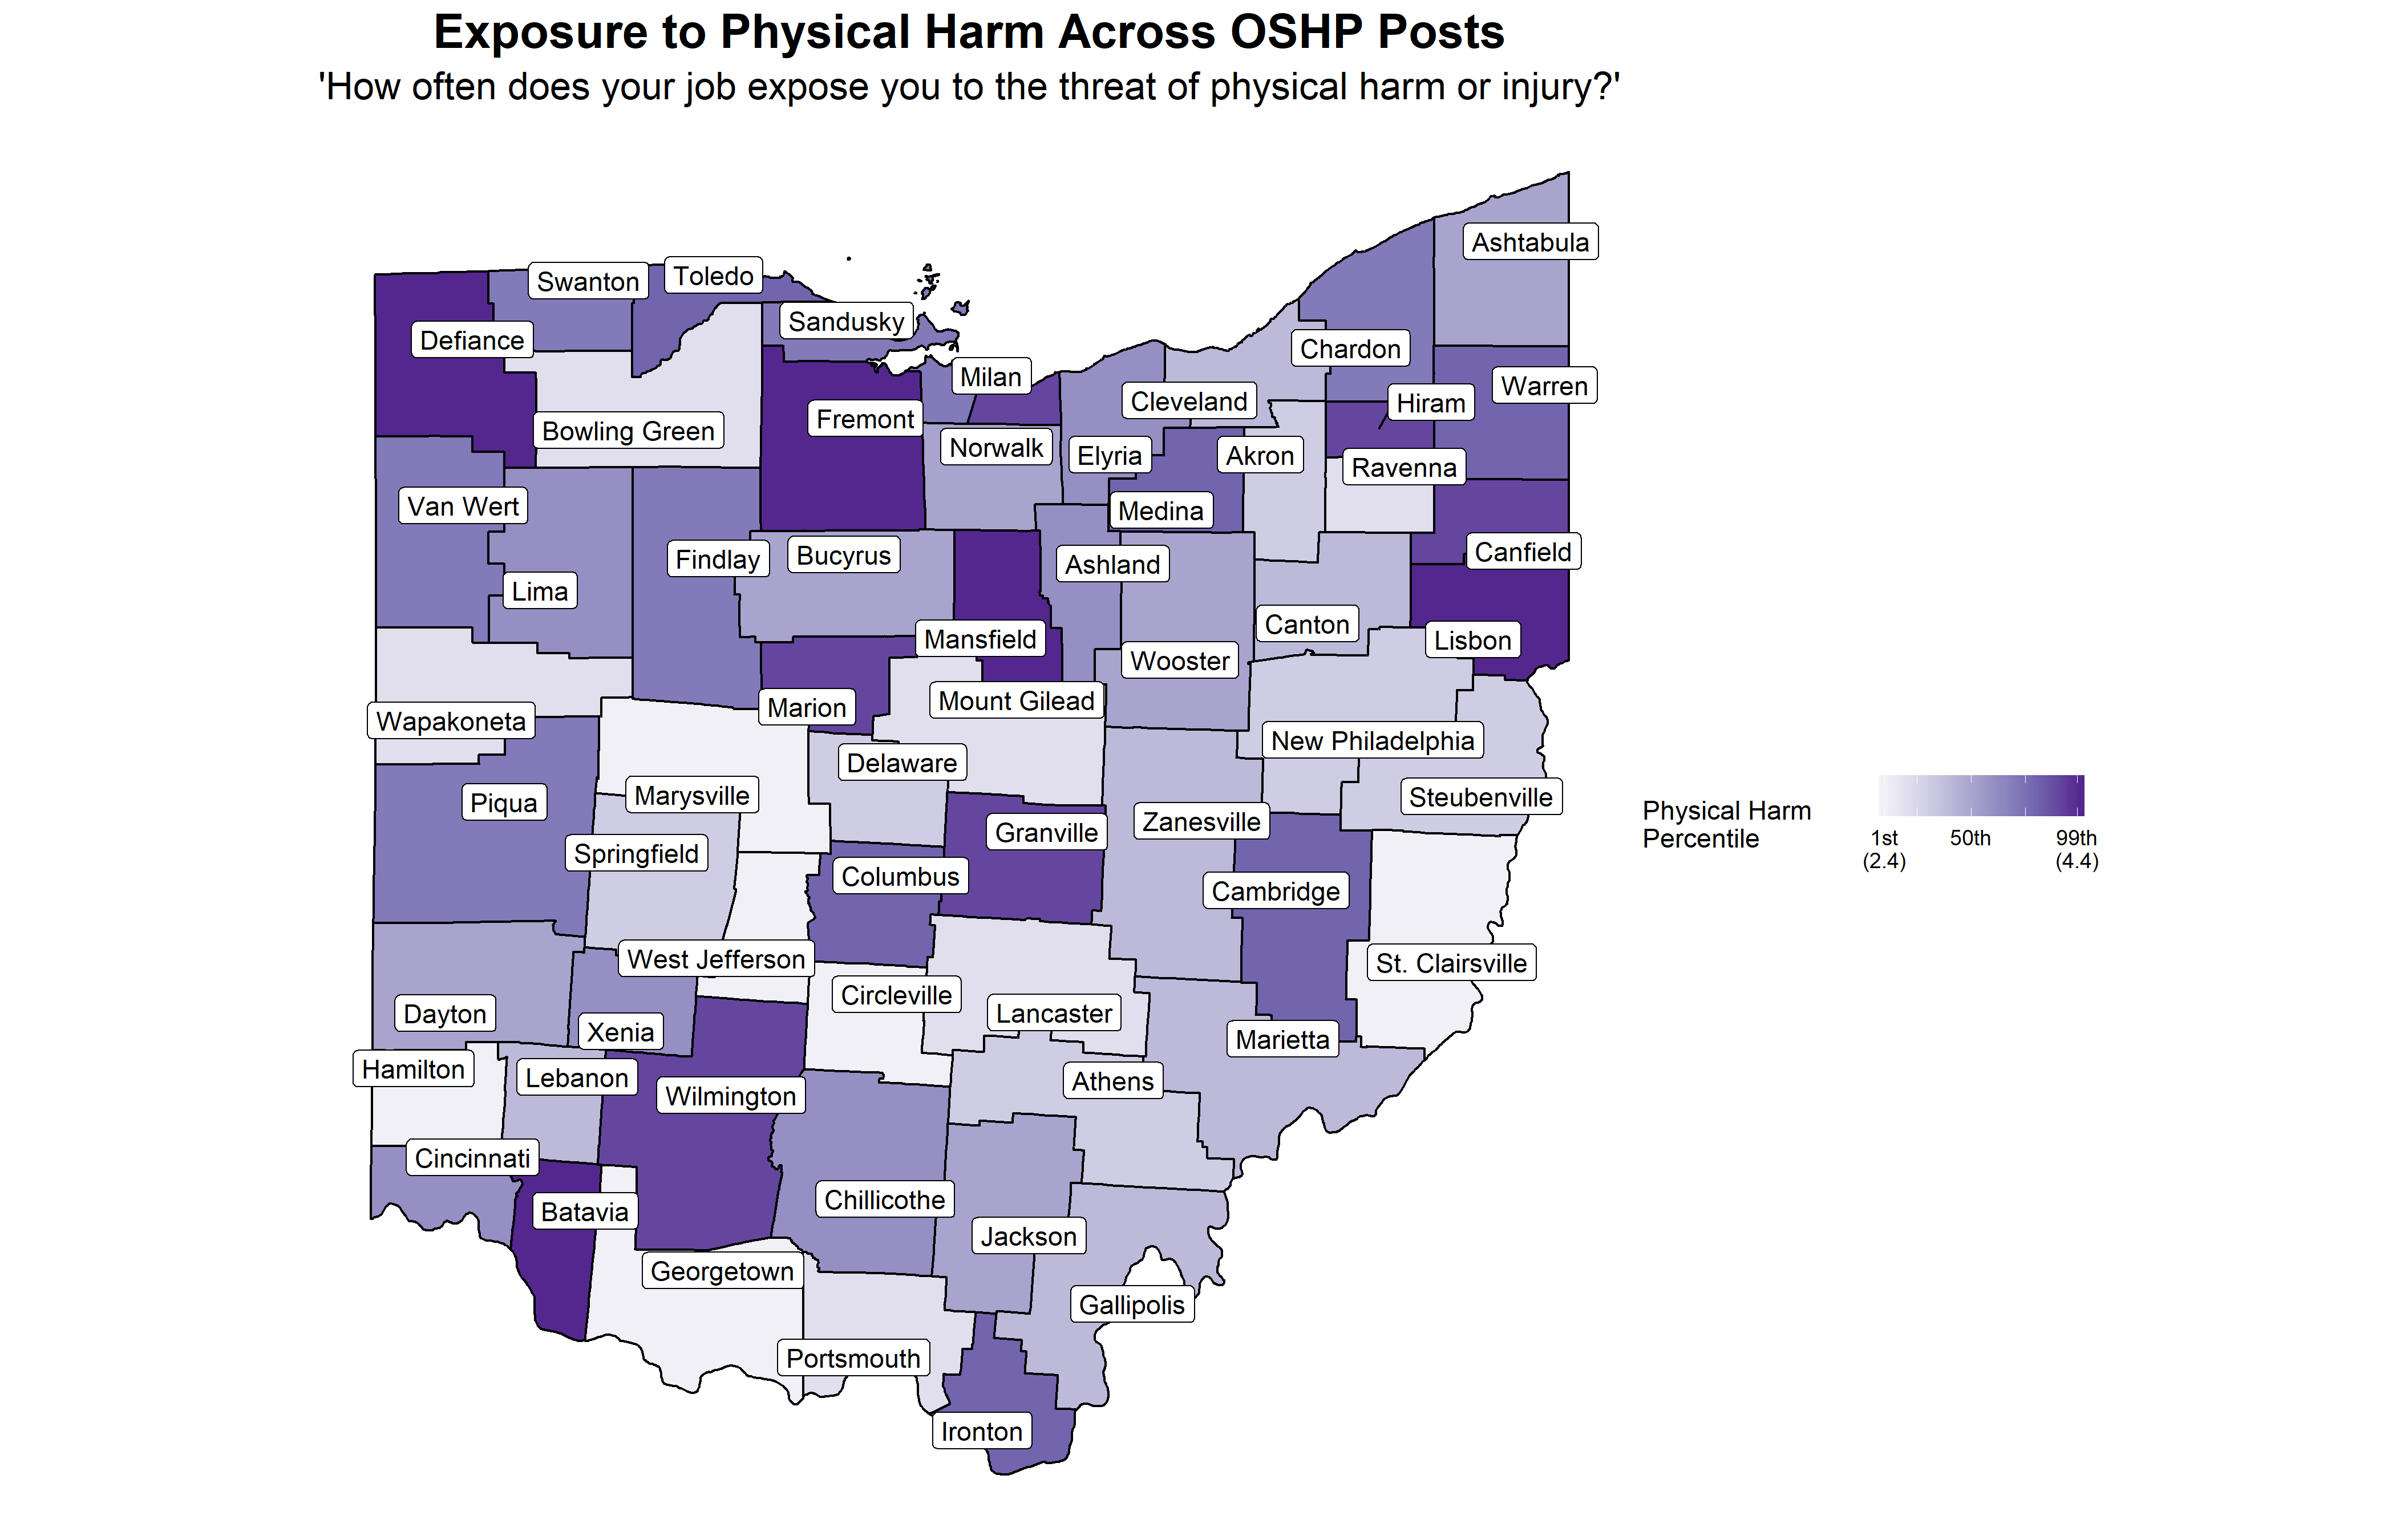 Exposure to Physical Harm Across OSHP Posts
'How often does your job expose you to the threat of physical harm or injury?'
Ashtabula
Swanton
Toledo
Sandusky
Defiance
Chardon
Milan
Warren
Cleveland
Hiram
Fremont
Bowling Green
Norwalk
Elyria
Akron
Ravenna
Van Wert
Medina
Findlay
Bucyrus
Ashland
Canfield
Lima
Canton
Mansfield
Lisbon
Wooster
Wapakoneta
Marion
Mount Gilead
New Philadelphia
Delaware
Piqua
Marysville
Steubenville
Zanesville
Granville
Springfield
Columbus
Cambridge
West Jefferson
St. Clairsville
Circleville
Dayton
Lancaster
Xenia
Marietta
Hamilton
Lebanon
Athens
Wilmington
Cincinnati
Batavia
Chillicothe
Jackson
Georgetown
Gallipolis
Portsmouth
Ironton
Physical Harm
Percentile
1st 50th 99th
(2.4) (4.4)